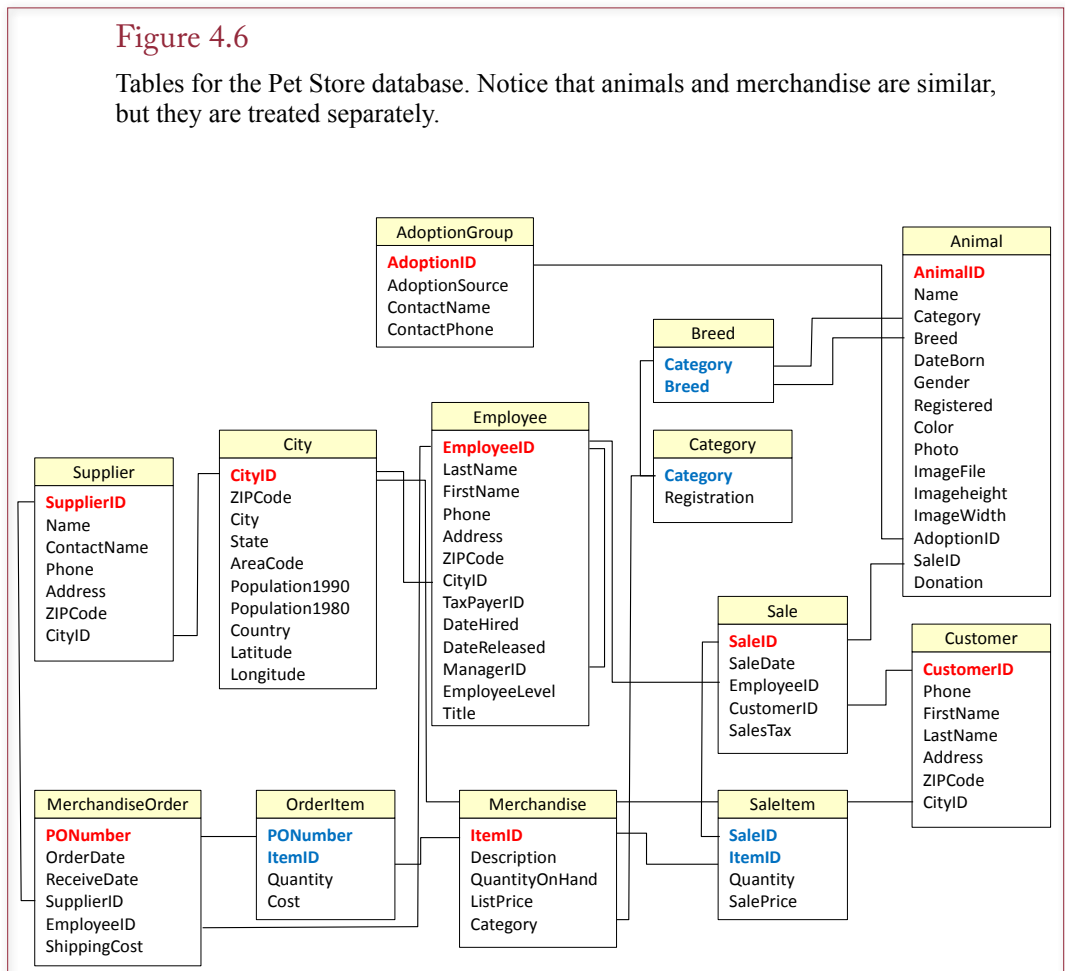 Figure 4.6
Tables for the Pet Store database. Notice that animals and merchandise are similar,
but they are treated separately.
AdoptionGroup
AdoptionID
AdoptionSource
ContactName
ContactPhone
Animal
AnimalID
Name
Category
Breed
DateBorn
Gender
Registered
Color
Photo
ImageFile
Imageheight
ImageWidth
AdoptionID
SaleID
Donation
Breed
Category
Breed
Employee
EmployeeID
LastName
FirstName
Phone
Address
ZIPCode
CityID
TaxPayerID
DateHired
DateReleased
ManagerID
EmployeeLevel
Title
City
CityID
ZIPCode
City
State
AreaCode
Population1990
Population1980
Country
Latitude
Longitude
Category
Category
Registration
Supplier
SupplierID
Name
ContactName
Phone
Address
ZIPCode
CityID
Sale
SaleID
SaleDate
EmployeeID
CustomerID
SalesTax
Customer
CustomerID
Phone
FirstName
LastName
Address
ZIPCode
CityID
MerchandiseOrder
PONumber
OrderDate
ReceiveDate
SupplierID
EmployeeID
ShippingCost
OrderItem
PONumber
ItemID
Quantity
Cost
Merchandise
ItemID
Description
QuantityOnHand
ListPrice
Category
SaleItem
SaleID
ItemID
Quantity
SalePrice